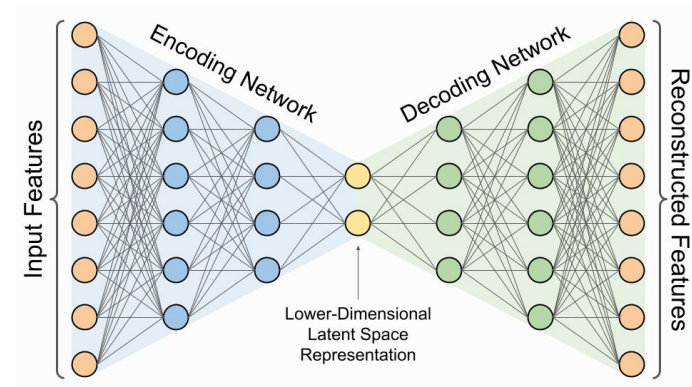 Encoding Network
Decoding Network
Input Features
Reconstructed Features
Lower-Dimensional
Latent Space
Representation